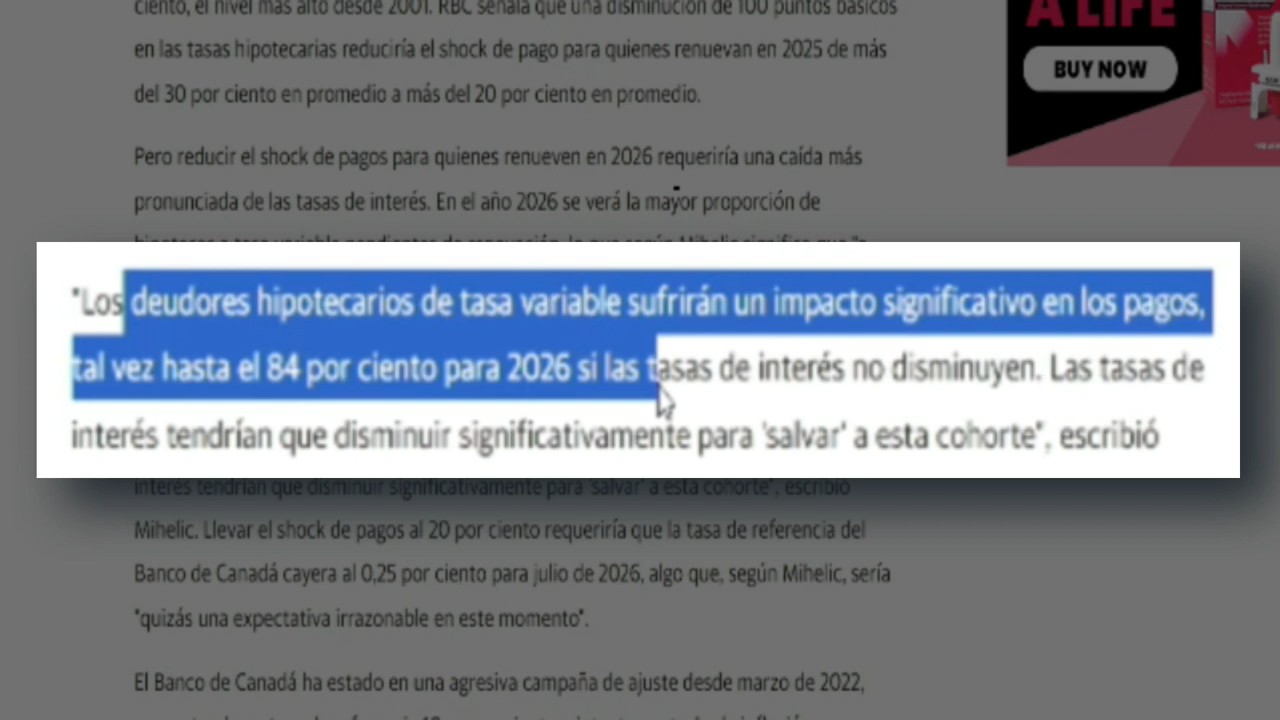 ciento, el nivel más alto desde 2001. RBC señala que una disminución de 100 puntos básicos
en las tasas hipotecarias reduciría el shock de pago para quienes renuevan en 2025 de más
del 30 por ciento en promedio a más del 20 por ciento en promedio.
A LIFE
BUY NOW
Pero reducir el shock de pagos para quienes renueven en 2026 requeriría una caída más
pronunciada de las tasas de interés. En el año 2026 se verá la mayor proporción de
"Los deudores hipotecarios de tasa variable sufrirán un impacto significativo en los pagos,
tal vez hasta el 84 por ciento para 2026 si las tasas de interés no disminuyen. Las tasas de
interés tendrían que disminuir significativamente para 'salvar' a esta cohorte", escribió
interés tendrían que disminuir significativamente para 'salvar' a esta cohorte", escribió
Mihelic. Llevar el shock de pagos al 20 por ciento requeriría que la tasa de referencia del
Banco de Canadá cayera al 0,25 por ciento para julio de 2026, algo que, según Mihelic, sería
"quizás una expectativa irrazonable en este momento".
El Banco de Canadá ha estado en una agresiva campaña de ajuste desde marzo de 2022,